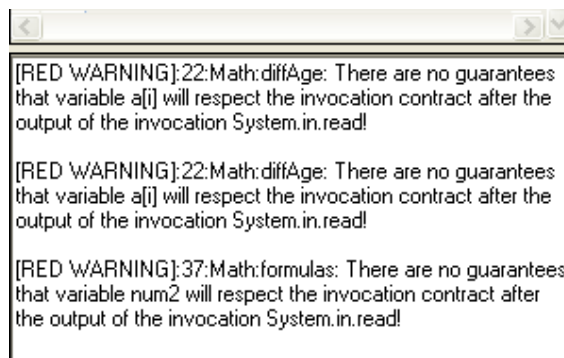 [RED WARNING]:22:Math:diffAge: There are no guarantees
that variable a[i] will respect the invocation contract after the
output of the invocation System.in.read!
[RED WARNING]:22:Math:diffAge: There are no guarantees
that variable a[i] will respect the invocation contract after the
output of the invocation System.in.read!
[RED WARNING]:37:Math:formulas: There are no guarantees
that variable num2 will respect the invocation contract after
the output of the invocation System.in.read!